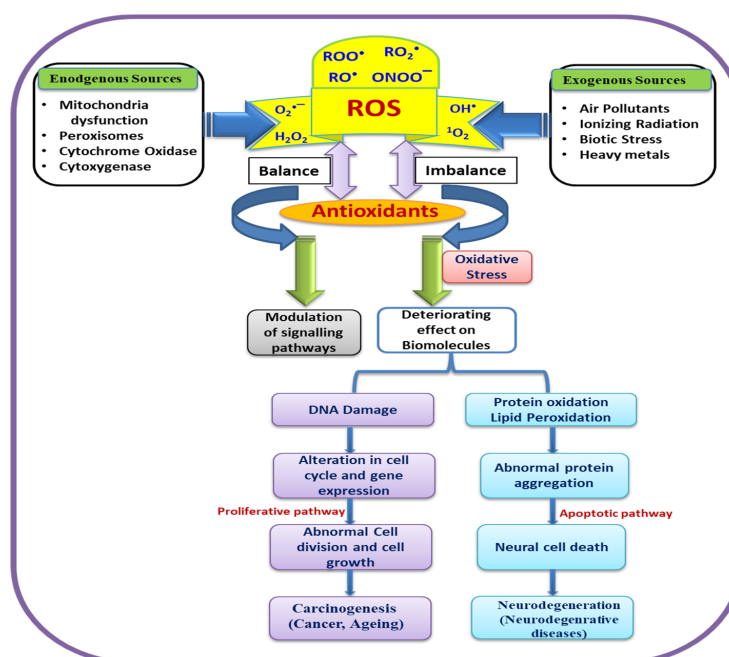 ROO• RO₂•
RO• ONOO⁻
Enodgenous Sources
• Mitochondria
dysfunction
• Peroxisomes
• Cytochrome Oxidase
• Cytoxygenase
O₂•⁻
H₂O₂
ROS
OH•
¹O₂
Exogenous Sources
• Air Pollutants
• Ionizing Radiation
• Biotic Stress
• Heavy metals
Balance
Imbalance
Antioxidants
Oxidative
Stress
Modulation
of signalling
pathways
Deteriorating
effect on
Biomolecules
DNA Damage
Protein oxidation
Lipid Peroxidation
Alteration in cell
cycle and gene
expression
Abnormal protein
aggregation
Proliferative pathway
Apoptotic pathway
Abnormal Cell
division and cell
growth
Neural cell death
Carcinogenesis
(Cancer, Ageing)
Neurodegeneration
(Neurodegenrative
diseases)